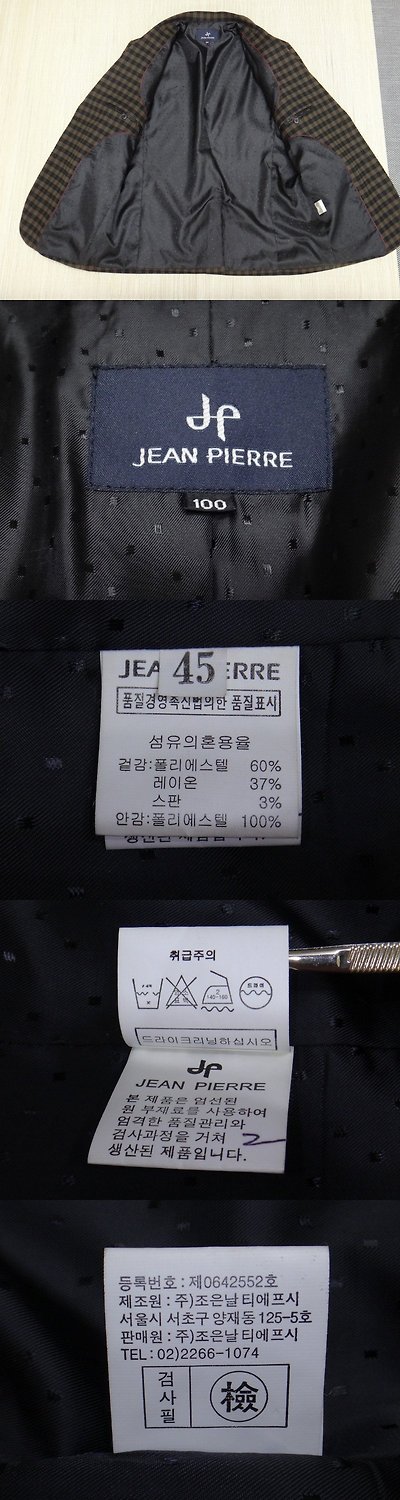 JP
JEAN PIERRE
JP
JEAN PIERRE
100
JEA 45 ERRE
품질경영촉진법의한 품질표시
섬유의혼용율
겉감:폴리에스텔 60%
레이온 37%
스판 3%
안감:폴리에스텔 100%
취급주의
드라이
140~160
드라이크리닝하십시오
JP
JEAN PIERRE
본 제품은 엄선된
원 부재료를 사용하여
엄격한 품질관리와
검사과정을 거쳐 2
생산된 제품입니다.
등록번호 : 제0642552호
제조원 : 주)조은날 티에프시
서울시 서초구 양재동 125-5호
판매원 : 주)조은날티에프시
TEL : 02)2266-1074
검사필 檢